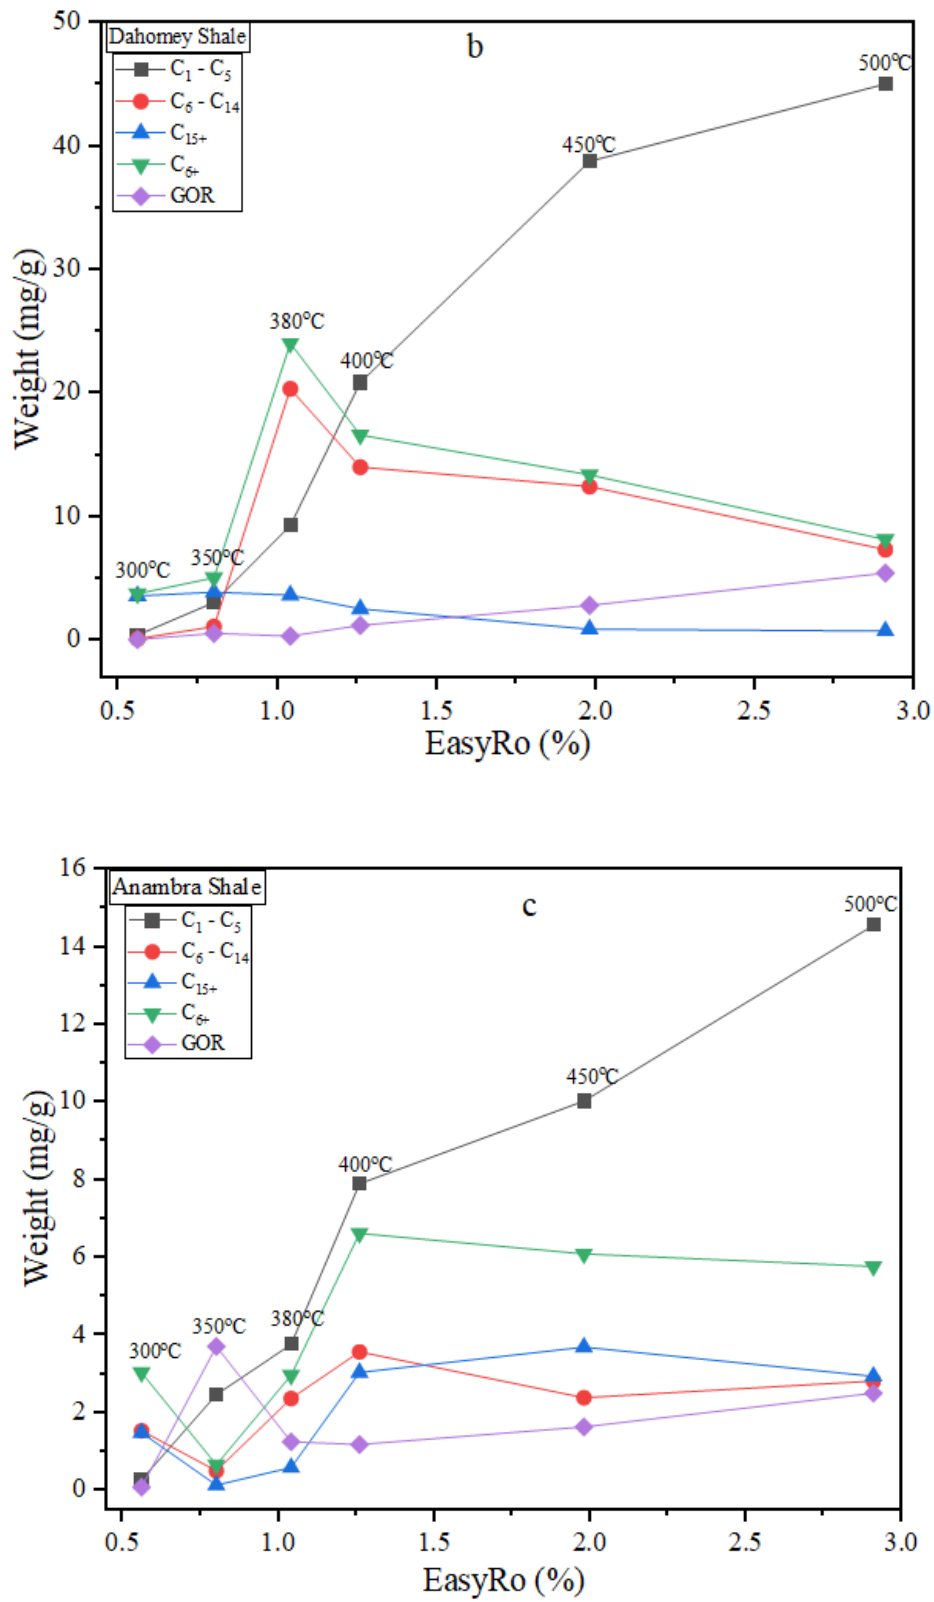 b
Dahomey Shale
C₁ - C₅
C₆ - C₁₄
C₁₅₊
C₆₊
GOR
50
40
30
20
10
0
Weight (mg/g)
300°C
350°C
380°C
400°C
450°C
500°C
0.5 1.0 1.5 2.0 2.5 3.0
EasyRo (%)
c
Anambra Shale
C₁ - C₅
C₆ - C₁₄
C₁₅₊
C₆₊
GOR
16
14
12
10
8
6
4
2
0
Weight (mg/g)
300°C
350°C
380°C
400°C
450°C
500°C
0.5 1.0 1.5 2.0 2.5 3.0
EasyRo (%)